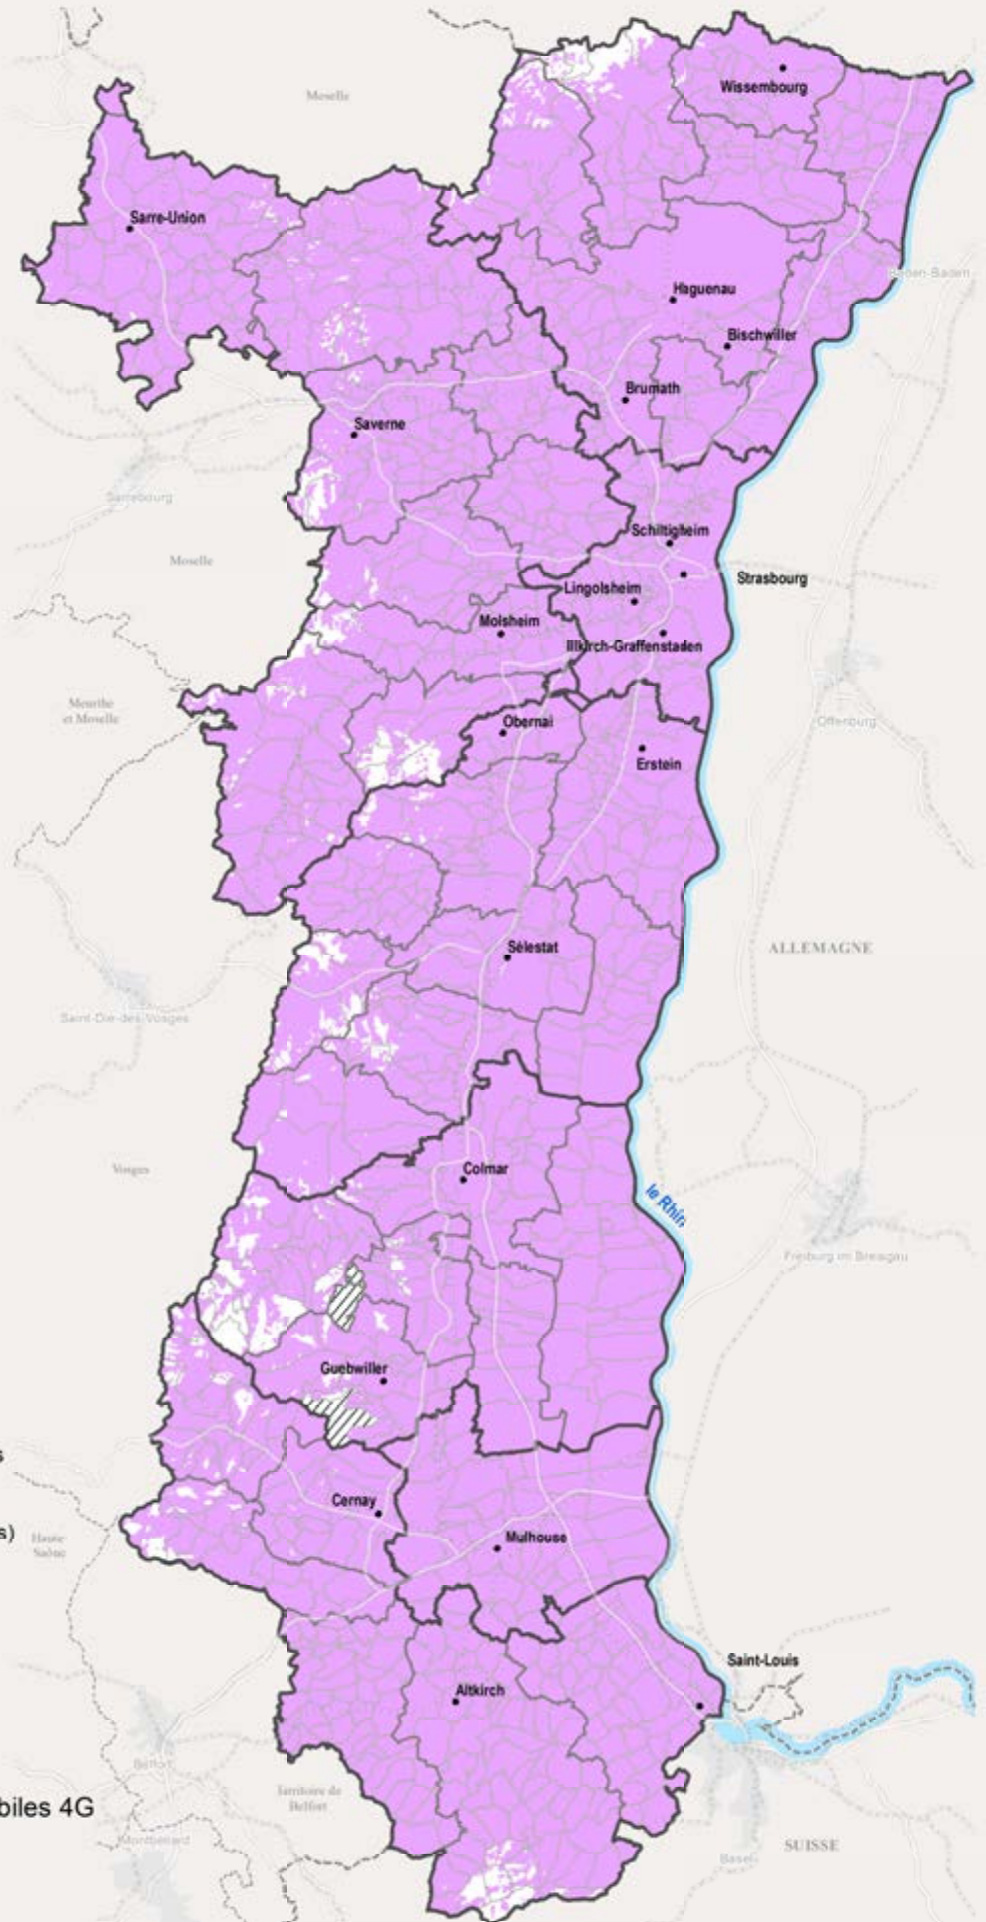 Moselle
Wissembourg
Sarre-Union
Baden-Baden
Haguenau
Bischwiller
Brumath
Saverne
Sarrebourg
Schiltigheim
Moselle
Strasbourg
Lingolsheim
Molsheim
Illkirch-Graffenstaden
Meurthe
et Moselle
Offenburg
Obernai
Erstein
Sélestat
ALLEMAGNE
Saint-Dié-des-Vosges
Vosges
Colmar
le Rhin
Freiburg im Breisgau
Guebwiller
s
Cernay
s)
Haute
Saône
Mulhouse
Saint-Louis
Altkirch
Belfort
Territoire de
Belfort
biles 4G
Montbéliard
Basel
SUISSE